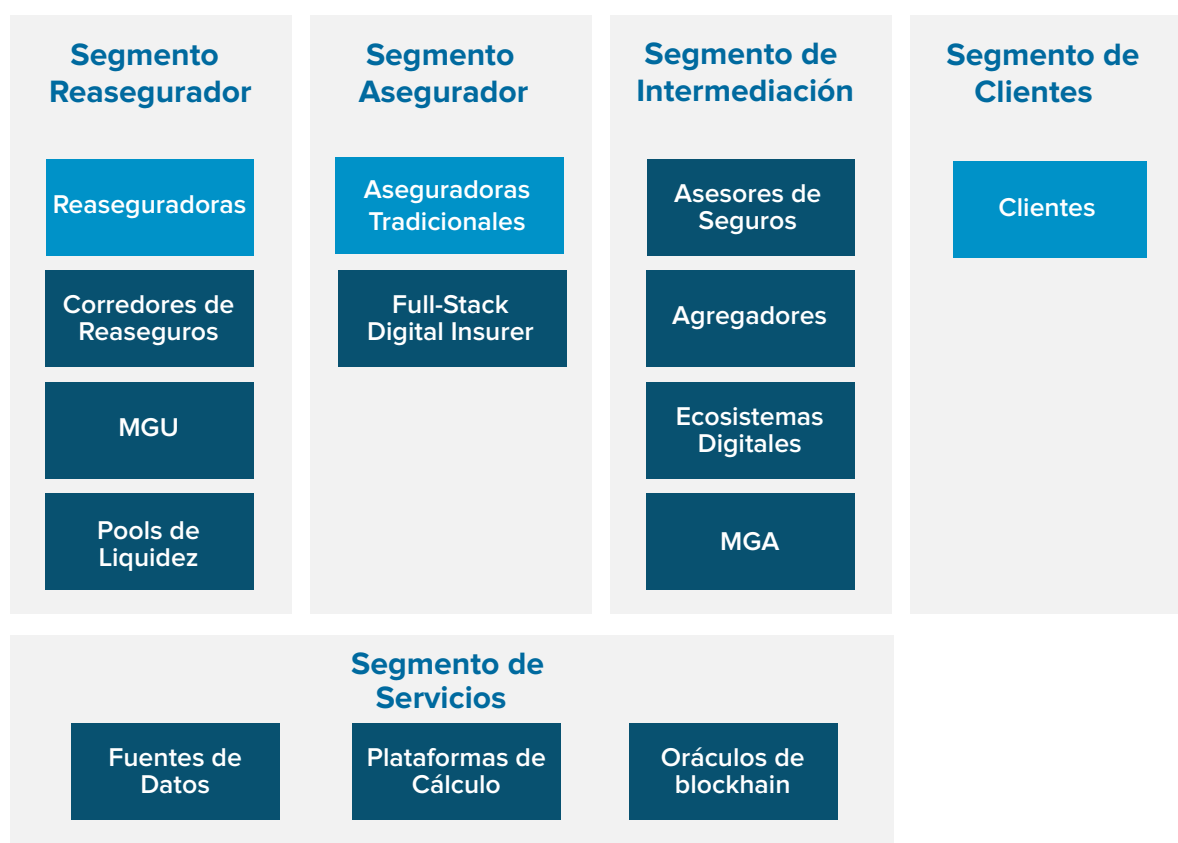 Segmento
Reasegurador
Reaseguradoras
Corredores de
Reaseguros
MGU
Pools de
Liquidez
Segmento
Asegurador
Aseguradoras
Tradicionales
Full-Stack
Digital Insurer
Segmento de
Intermediación
Asesores de
Seguros
Agregadores
Ecosistemas
Digitales
MGA
Segmento de
Clientes
Clientes
Segmento de
Servicios
Fuentes de
Datos
Plataformas de
Cálculo
Oráculos de
blockhain